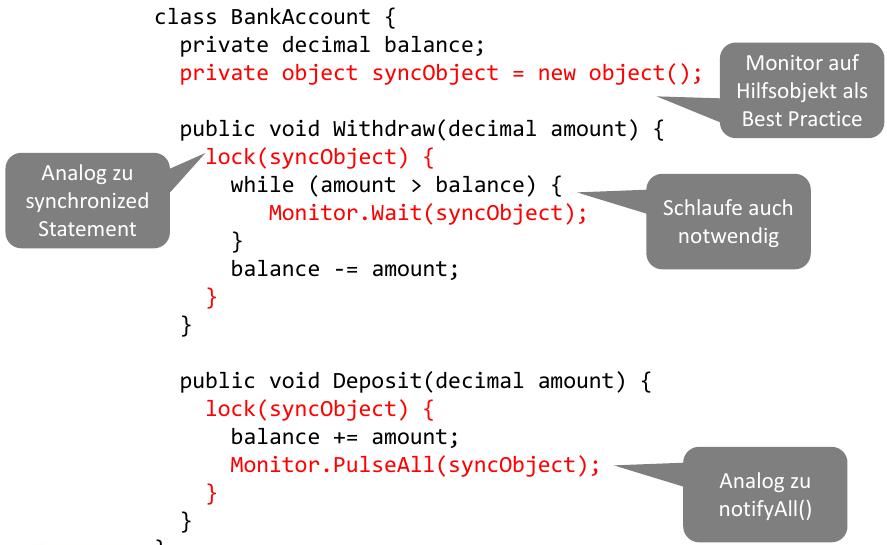 class BankAccount {
private decimal balance;
private object syncObject = new object();
Monitor auf
Hilfsobjekt als
Best Practice
public void Withdraw(decimal amount) {
lock(syncObject) {
Analog zu
synchronized
Statement
while (amount > balance) {
Monitor.Wait(syncObject);
Schlaufe auch
notwendig
}
balance -= amount;
}
}
public void Deposit(decimal amount) {
lock(syncObject) {
balance += amount;
Monitor.PulseAll(syncObject);
Analog zu
notifyAll()
}
}
}